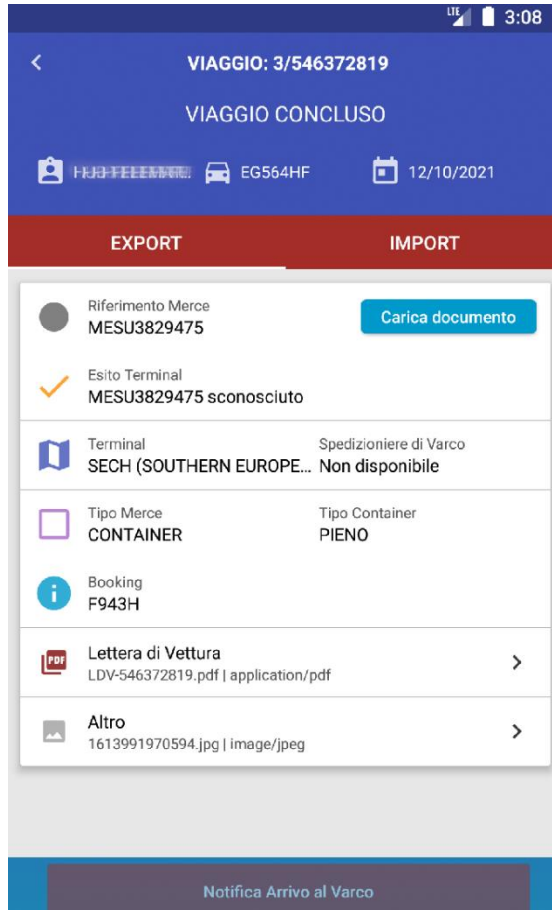 LTE 3:08
VIAGGIO: 3/546372819
VIAGGIO CONCLUSO
EG564HF 12/10/2021
EXPORT IMPORT
Riferimento Merce
MESU3829475 Carica documento
Esito Terminal
MESU3829475 sconosciuto
Terminal Spedizioniere di Varco
SECH (SOUTHERN EUROPE... Non disponibile
Tipo Merce Tipo Container
CONTAINER PIENO
Booking
F943H
PDF Lettera di Vettura
LDV-546372819.pdf | application/pdf
Altro
1613991970594.jpg | image/jpeg
Notifica Arrivo al Varco